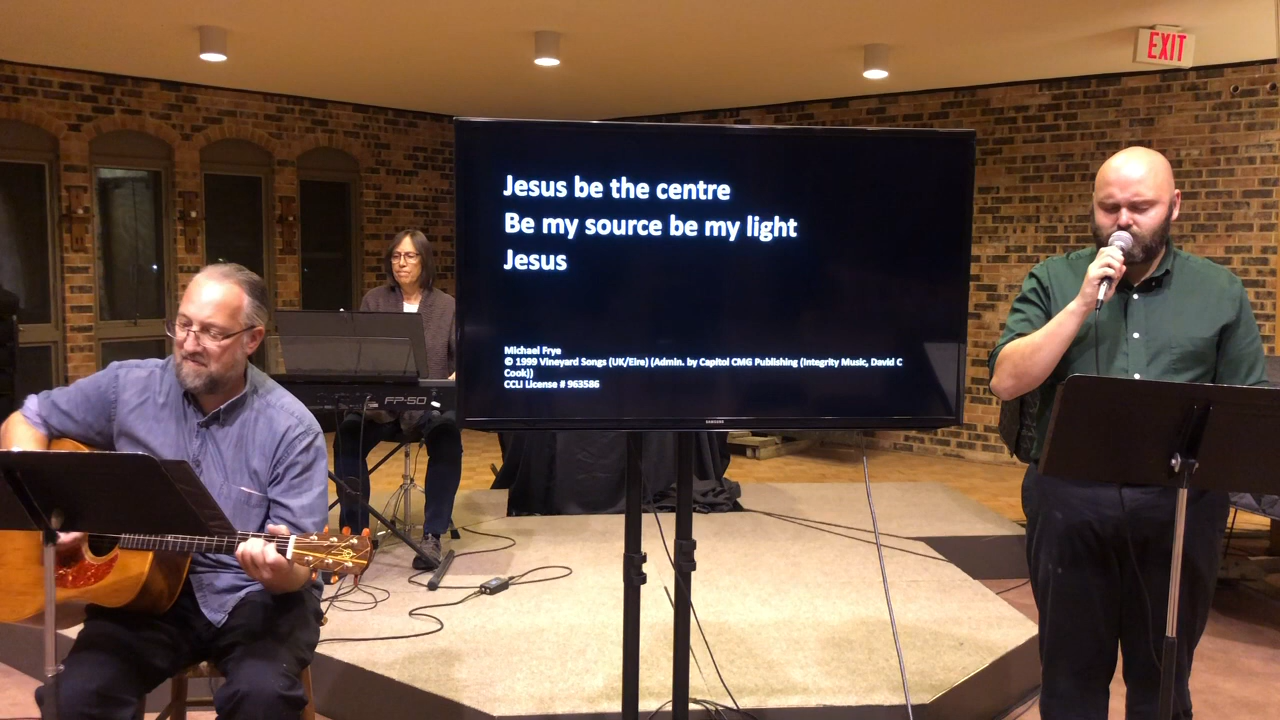 EXIT
Jesus be the centre
Be my source be my light
Jesus
Michael Frye
© 1999 Vineyard Songs (UK/Eire) (Admin. by Capitol CMG Publishing (Integrity Music, David C
Cook))
CCLI License # 963586
SAMSUNG
FP-50